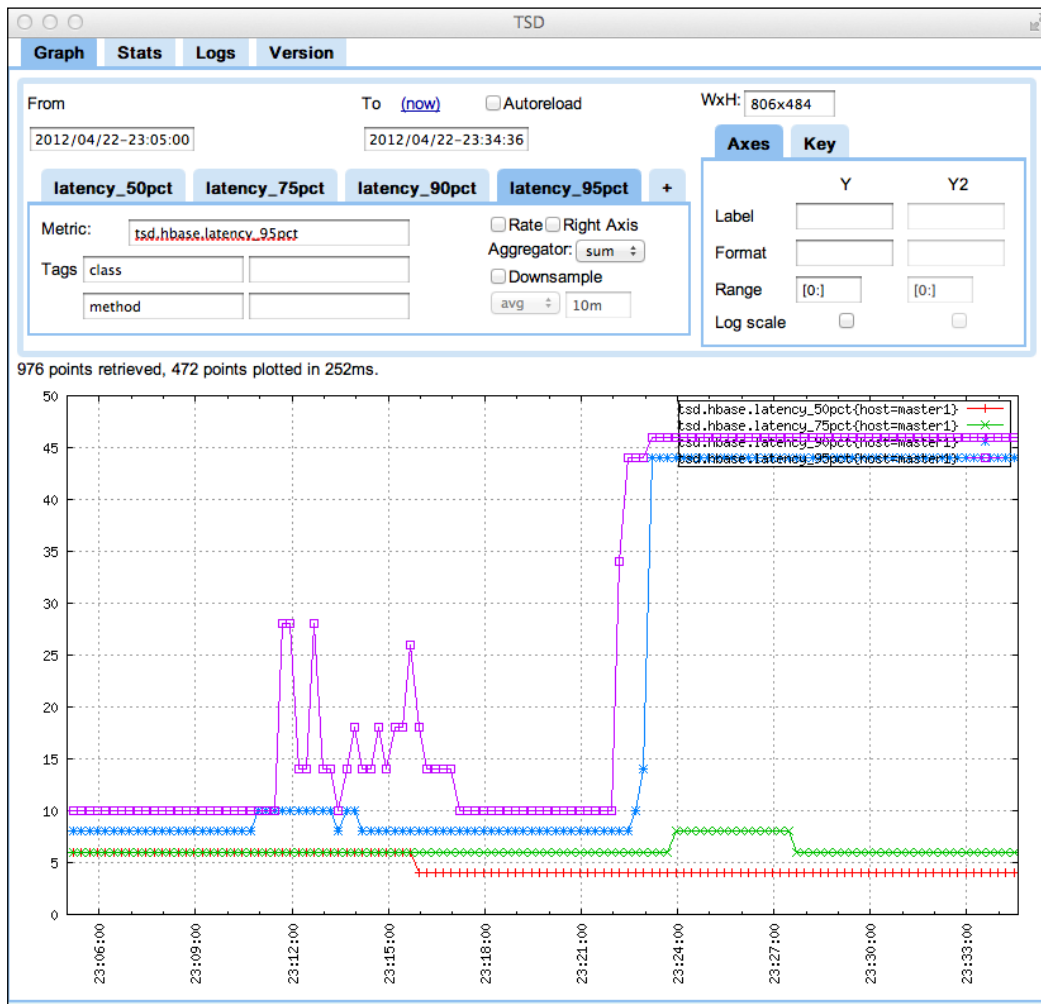 TSD
Graph Stats Logs Version
From To (now) Autoreload WxH: 806x484
2012/04/22-23:05:00 2012/04/22-23:34:36
Axes Key
latency_50pct latency_75pct latency_90pct latency_95pct +
Y Y2
Metric: tsd.hbase.latency_95pct Rate Right Axis
Label
Aggregator: sum
Tags class
Format
Downsample
method avg 10m
Range [0:] [0:]
Log scale
976 points retrieved, 472 points plotted in 252ms.
50
tsd.hbase.latency_50pct{host=master1}
tsd.hbase.latency_75pct{host=master1}
tsd.hbase.latency_90pct{host=master1}
45
tsd.hbase.latency_95pct{host=master1}
40
35
30
25
20
15
10
5
0
23:06:00 23:09:00 23:12:00 23:15:00 23:18:00 23:21:00 23:24:00 23:27:00 23:30:00 23:33:00